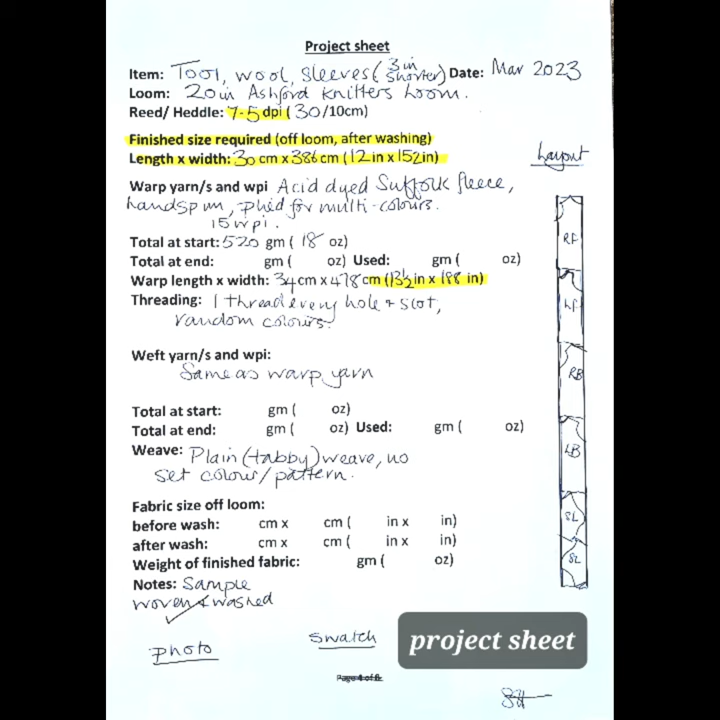 Project sheet
Item: Tool, wool, sleeves (3in shorter) Date: Mar 2023
Loom: 20in Ashford Knitters Loom.
Reed/ Heddle: 7-5 dpi ( 30/10cm)
Finished size required (off loom, after washing)
Length x width: 30 cm x 386 cm (12 in x 152 in)
Layout
Warp yarn/s and wpi Acid dyed Suffolk fleece,
handspun, plied for multi-colours.
15 wpi.
Total at start: 520 gm ( 18 oz)
RF
Total at end: gm ( oz) Used: gm ( oz)
Warp length x width: 34 cm x 478 cm (13½ in x 188 in)
Threading: 1 thread every hole + slot,
LF
random colours.
Weft yarn/s and wpi:
Same as warp yarn
RB
Total at start: gm ( oz)
Total at end: gm ( oz) Used: gm ( oz)
Weave: Plain (tabby) weave, no
LB
set colour/pattern.
Fabric size off loom:
before wash: cm x cm ( in x in)
SL
after wash: cm x cm ( in x in)
Weight of finished fabric: gm ( oz)
SL
Notes: Sample
woven & washed
photo
swatch
project sheet